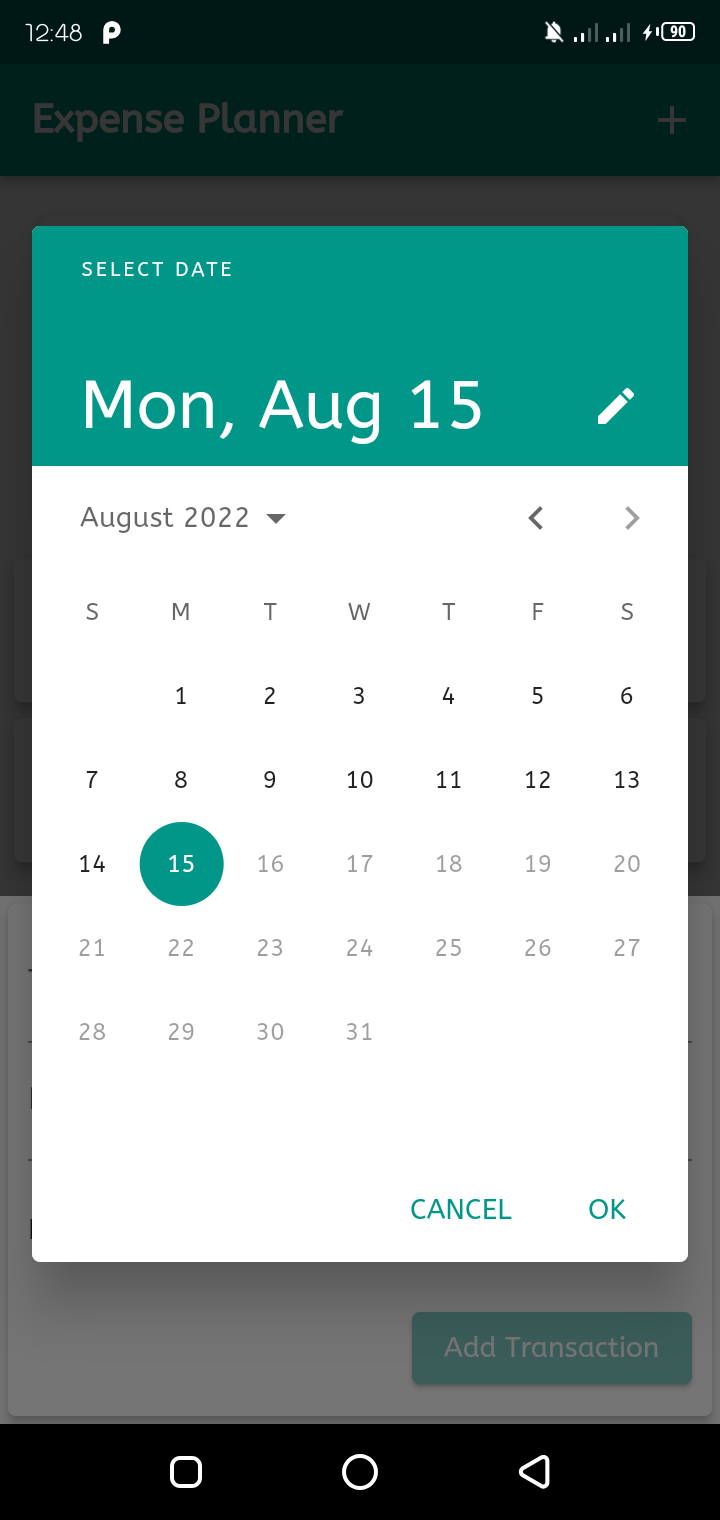 12:48
90
Expense Planner
SELECT DATE
Mon, Aug 15
August 2022
S M T W T F S
1 2 3 4 5 6
7 8 9 10 11 12 13
14 15 16 17 18 19 20
21 22 23 24 25 26 27
28 29 30 31
CANCEL OK
Add Transaction